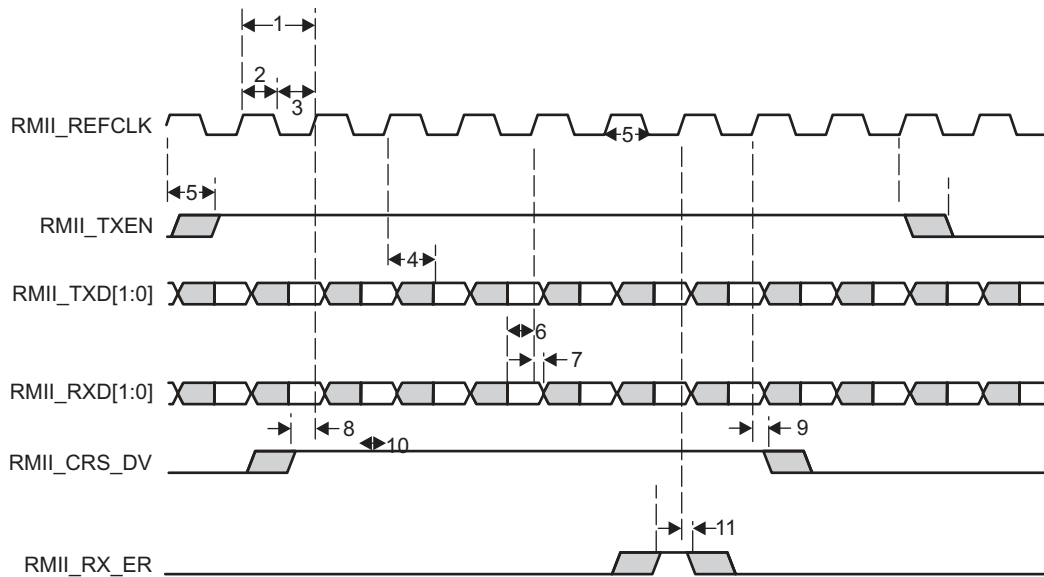 1
2
3
RMII_REFCLK
5
5
RMII_TXEN
4
RMII_TXD[1:0]
6
7
RMII_RXD[1:0]
8
10
9
RMII_CRS_DV
11
RMII_RX_ER